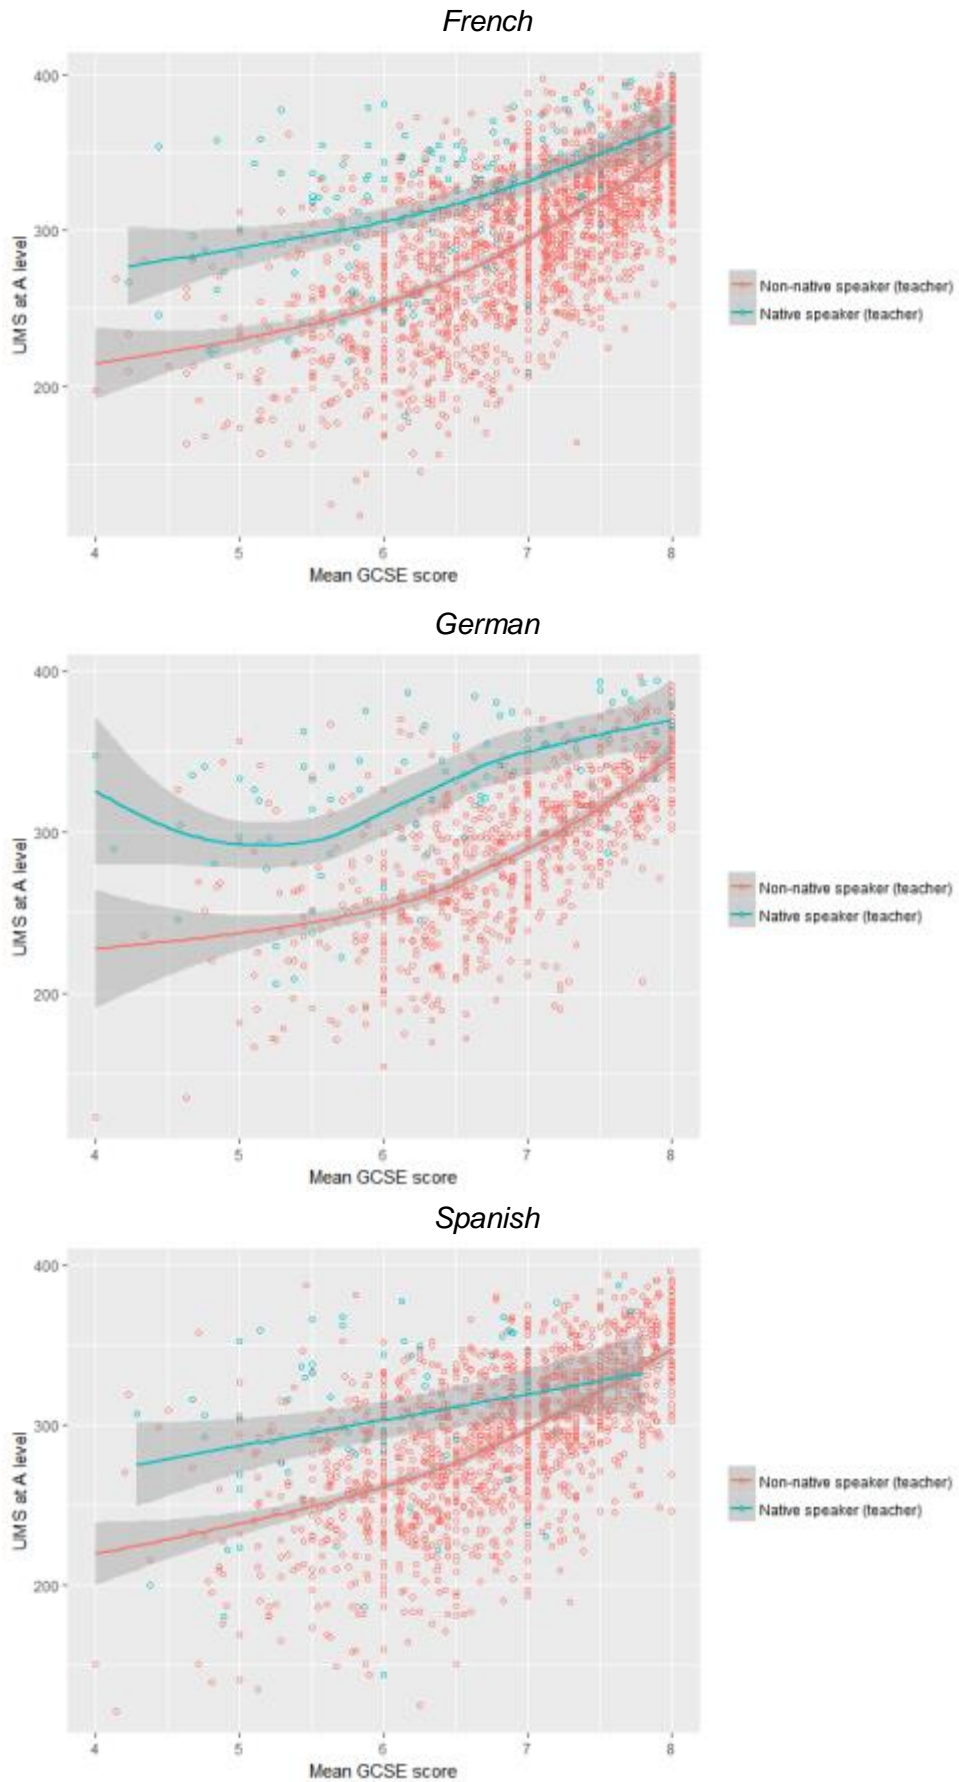 French
400
300
200
4 5 6 7 8
UMS at A level
Mean GCSE score
Non-native speaker (teacher)
Native speaker (teacher)
German
400
300
200
4 5 6 7 8
UMS at A level
Mean GCSE score
Non-native speaker (teacher)
Native speaker (teacher)
Spanish
400
300
200
4 5 6 7 8
UMS at A level
Mean GCSE score
Non-native speaker (teacher)
Native speaker (teacher)